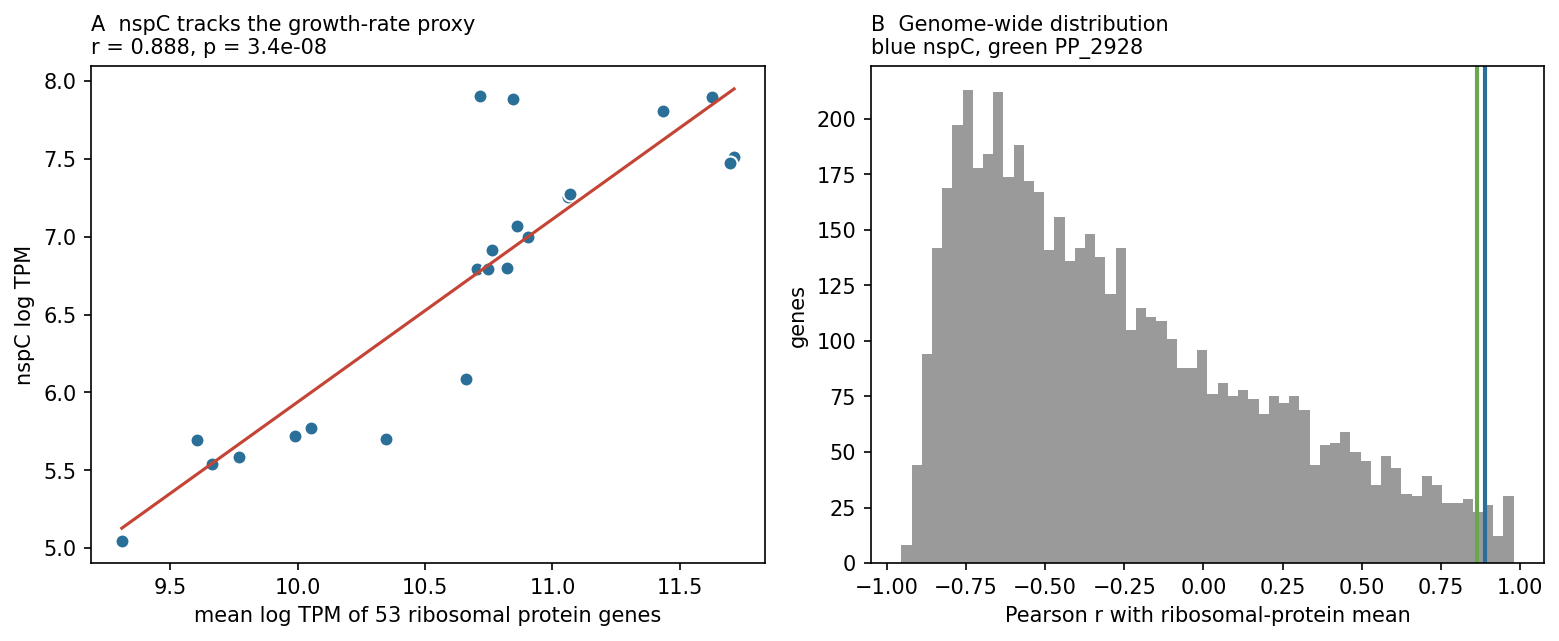 A  nspC tracks the growth-rate proxy
r = 0.888, p = 3.4e-08
8.0
7.5
7.0
6.5
6.0
5.5
5.0
nspC log TPM
9.5 10.0 10.5 11.0 11.5
mean log TPM of 53 ribosomal protein genes
B  Genome-wide distribution
blue nspC, green PP_2928
200
175
150
125
100
75
50
25
0
genes
−1.00 −0.75 −0.50 −0.25 0.00 0.25 0.50 0.75 1.00
Pearson r with ribosomal-protein mean